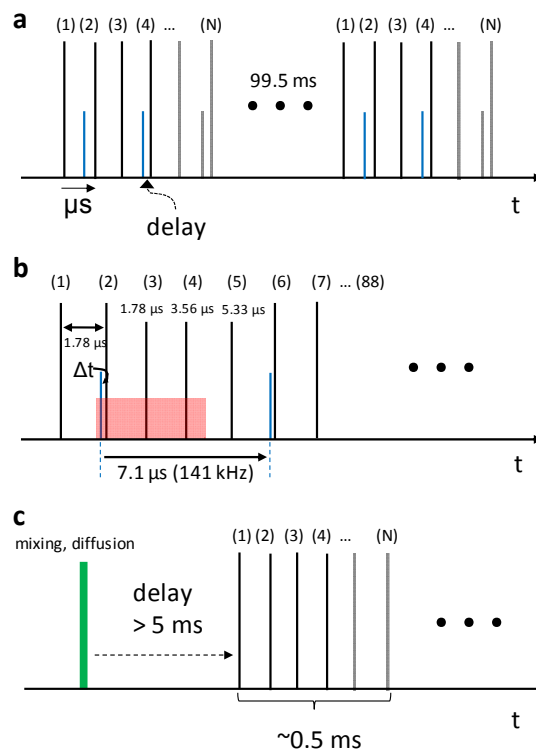 a
(1) (2) (3) (4) ... (N)
(1) (2) (3) (4) ... (N)
99.5 ms
µs
delay
t
b
(1) (2) (3) (4) (5) (6) (7) ... (88)
1.78 µs 3.56 µs 5.33 µs
1.78 µs
Δt
7.1 µs (141 kHz)
t
c
mixing, diffusion
(1) (2) (3) (4) ... (N)
delay
> 5 ms
t
~0.5 ms